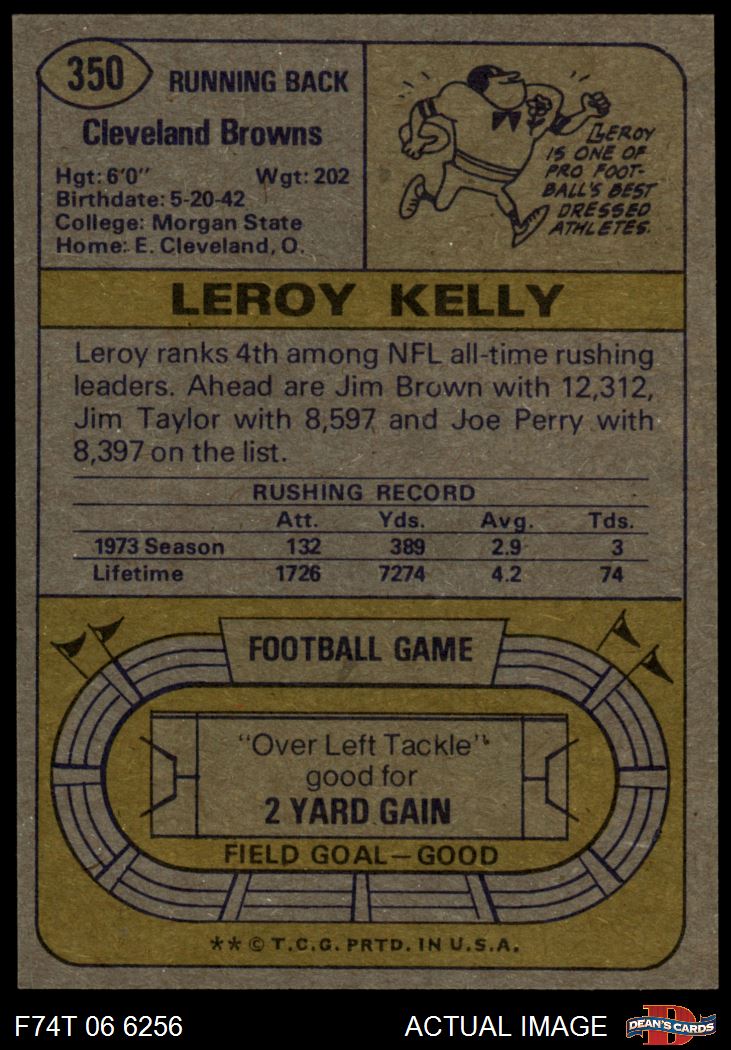 350
RUNNING BACK
Cleveland Browns
Hgt: 6'0" Wgt: 202
Birthdate: 5-20-42
College: Morgan State
Home: E. Cleveland, O.
LEROY
IS ONE OF
PRO FOOT-
BALL'S BEST
DRESSED
ATHLETES.
LEROY KELLY
Leroy ranks 4th among NFL all-time rushing
leaders. Ahead are Jim Brown with 12,312,
Jim Taylor with 8,597 and Joe Perry with
8,397 on the list.
RUSHING RECORD
Att. Yds. Avg. Tds.
1973 Season 132 389 2.9 3
Lifetime 1726 7274 4.2 74
FOOTBALL GAME
"Over Left Tackle"
good for
2 YARD GAIN
FIELD GOAL—GOOD
** © T.C.G. PRTD. IN U.S.A.
F74T 06 6256
ACTUAL IMAGE
D
DEAN'S CARDS